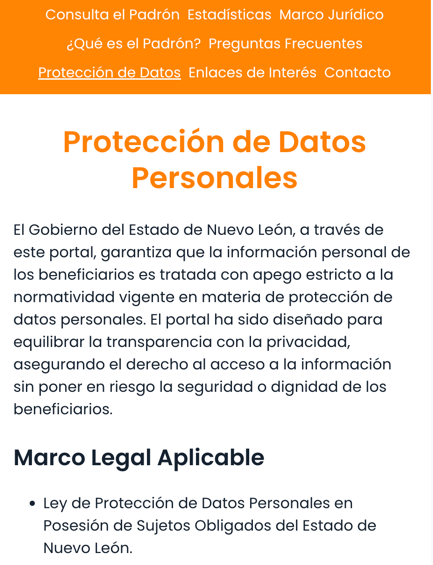 Consulta el Padrón Estadísticas Marco Jurídico
¿Qué es el Padrón? Preguntas Frecuentes
Protección de Datos Enlaces de Interés Contacto
Protección de Datos
Personales
El Gobierno del Estado de Nuevo León, a través de
este portal, garantiza que la información personal de
los beneficiarios es tratada con apego estricto a la
normatividad vigente en materia de protección de
datos personales. El portal ha sido diseñado para
equilibrar la transparencia con la privacidad,
asegurando el derecho al acceso a la información
sin poner en riesgo la seguridad o dignidad de los
beneficiarios.
Marco Legal Aplicable
• Ley de Protección de Datos Personales en
Posesión de Sujetos Obligados del Estado de
Nuevo León.